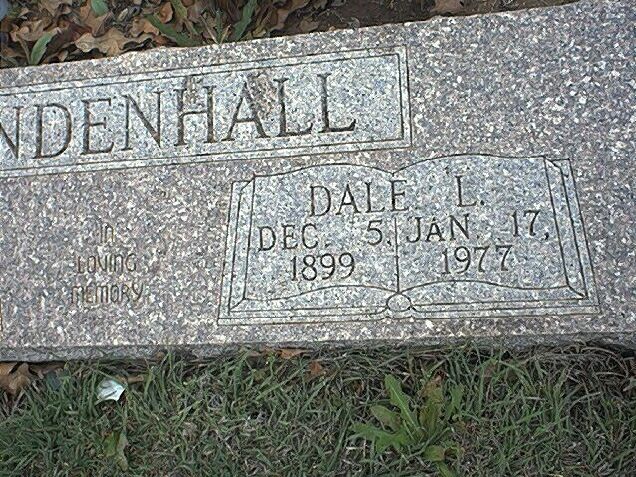 NDENHALL
IN
LOVING
MEMORY
DALE L.
DEC. 5, JAN. 17,
1899 1977